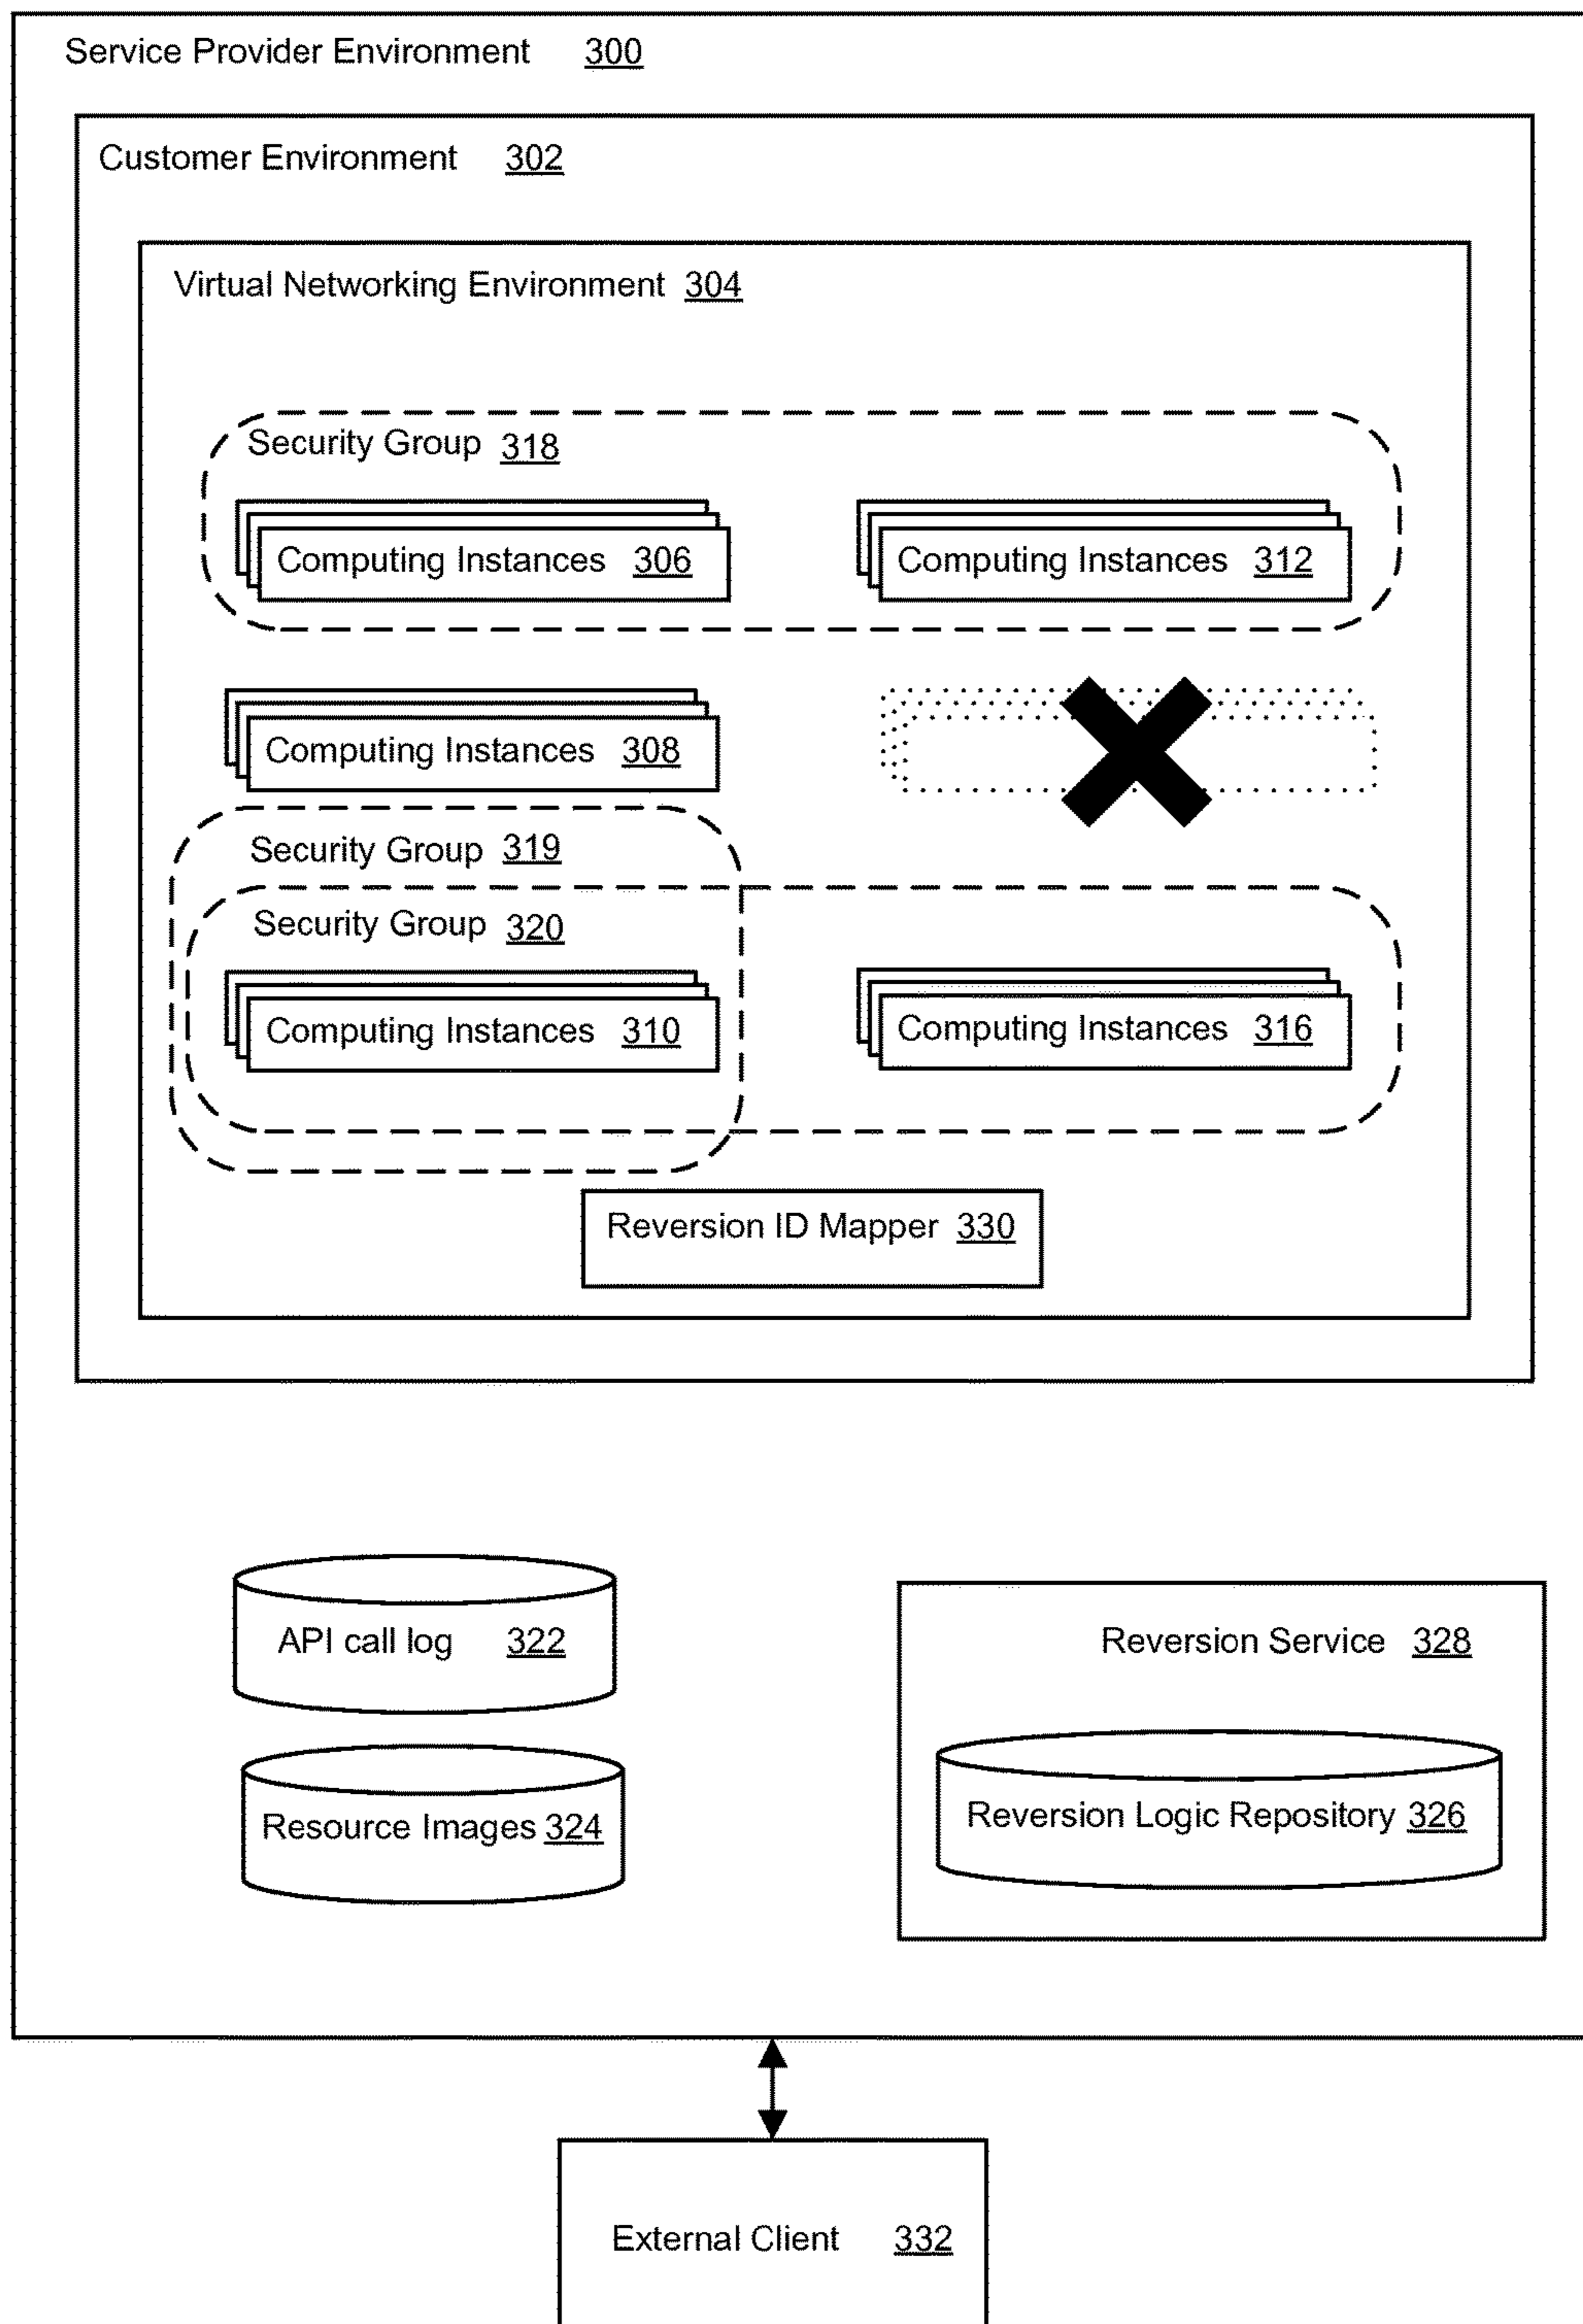 Service Provider Environment 300
Customer Environment 302
Virtual Networking Environment 304
Security Group 318
Computing Instances 306
Computing Instances 312
Computing Instances 308
Security Group 319
Security Group 320
Computing Instances 310
Computing Instances 316
Reversion ID Mapper 330
API call log 322
Reversion Service 328
Resource Images 324
Reversion Logic Repository 326
External Client 332